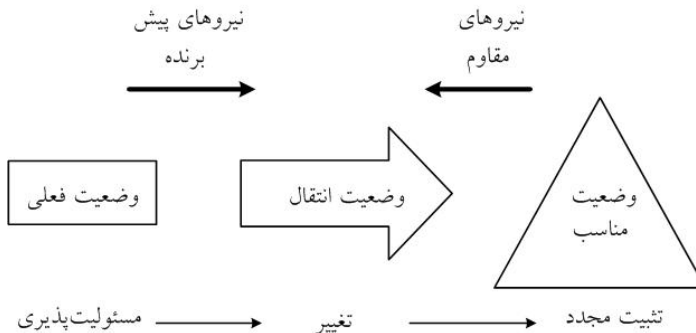 نیروهای پیش
برنده
نیروهای
مقاوم
وضعیت فعلی
وضعیت انتقال
وضعیت
مناسب
مسئولیت‌پذیری
تغییر
تثبیت مجدد